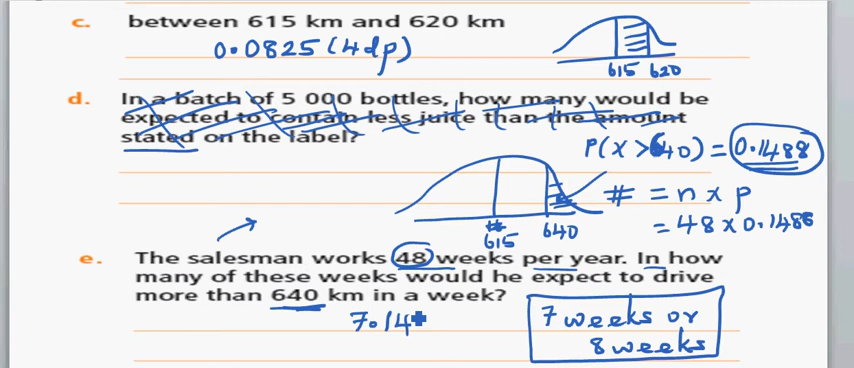 c. between 615 km and 620 km
0.0825 (4dp)
615 620
d. In a batch of 5 000 bottles, how many would be
expected to contain less juice than the amount
stated on the label?
P(x > 640) = 0.1488
# = n x p
= 48 x 0.1488
615 640
e. The salesman works 48 weeks per year. In how
many of these weeks would he expect to drive
more than 640 km in a week?
7.14
7 weeks or
8 weeks